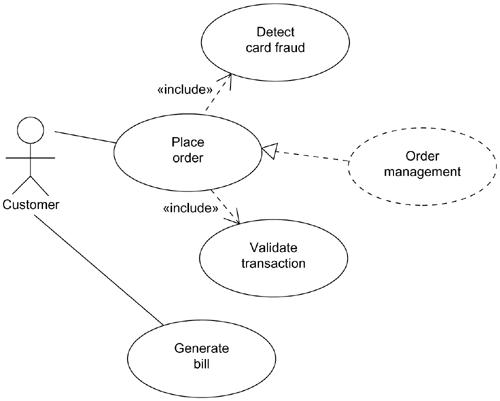 Detect
card fraud
«include»
Place
order
Order
management
Customer
«include»
Validate
transaction
Generate
bill